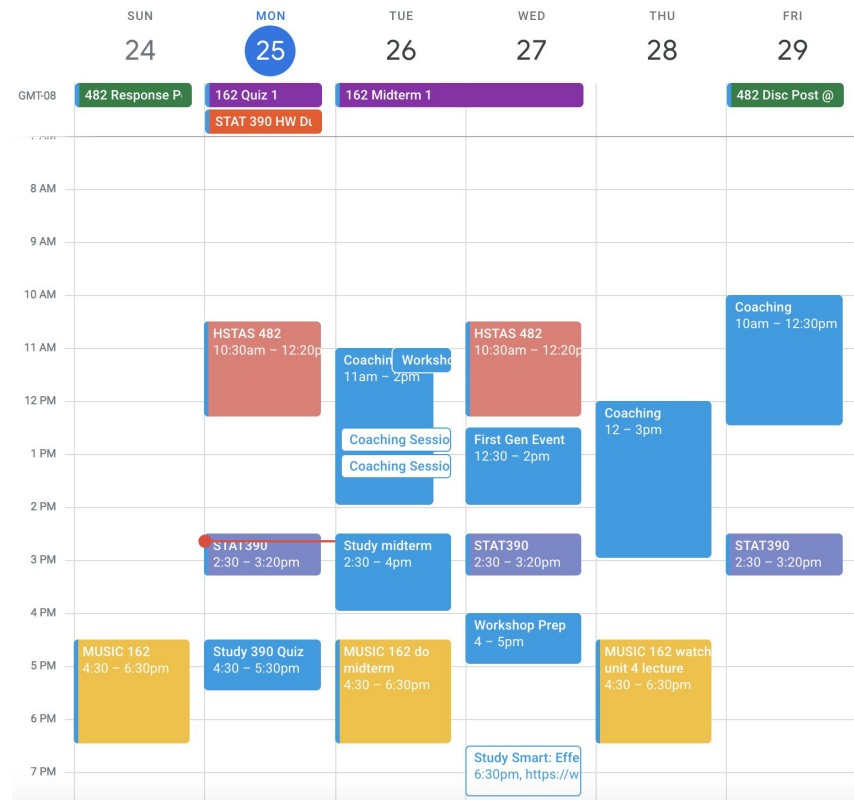 SUN MON TUE WED THU FRI
24 25 26 27 28 29
GMT-08
482 Response P
162 Quiz 1
162 Midterm 1
482 Disc Post @
STAT 390 HW Du
7 AM
8 AM
9 AM
10 AM
11 AM
12 PM
1 PM
2 PM
3 PM
4 PM
5 PM
6 PM
7 PM
MUSIC 162
4:30 – 6:30pm
HSTAS 482
10:30am – 12:20p
STAT390
2:30 – 3:20pm
Study 390 Quiz
4:30 – 5:30pm
Coachin
Worksho
11am – 2pm
Coaching Sessio
Coaching Sessio
Study midterm
2:30 – 4pm
MUSIC 162 do
midterm
4:30 – 6:30pm
HSTAS 482
10:30am – 12:20p
First Gen Event
12:30 – 2pm
STAT390
2:30 – 3:20pm
Workshop Prep
4 – 5pm
Study Smart: Effe
6:30pm, https://w
Coaching
12 – 3pm
MUSIC 162 watch
unit 4 lecture
4:30 – 6:30pm
Coaching
10am – 12:30pm
STAT390
2:30 – 3:20pm